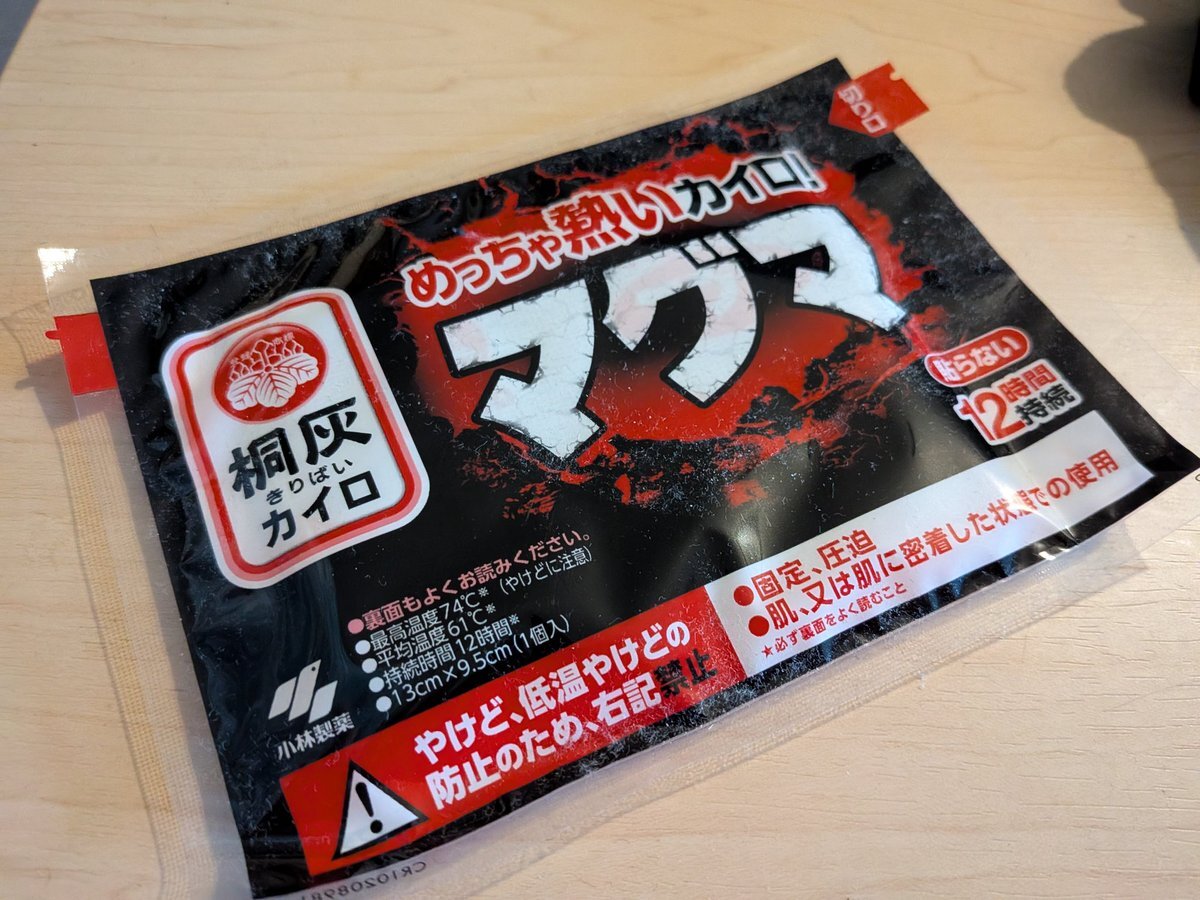 アウロ
めっちゃ熱いカイロ!
マグマ
桐灰
きりばい
カイロ
貼らない
12時間
持続
●裏面もよくお読みください。
●最高温度74℃* (やけどに注意)
●平均温度61℃*
●持続時間12時間*
●13cm×9.5cm(1個入)
小林製薬
やけど、低温やけどの
防止のため、右記禁止
●固定、圧迫
●肌、又は肌に密着した状態での使用
★必ず裏面をよく読むこと